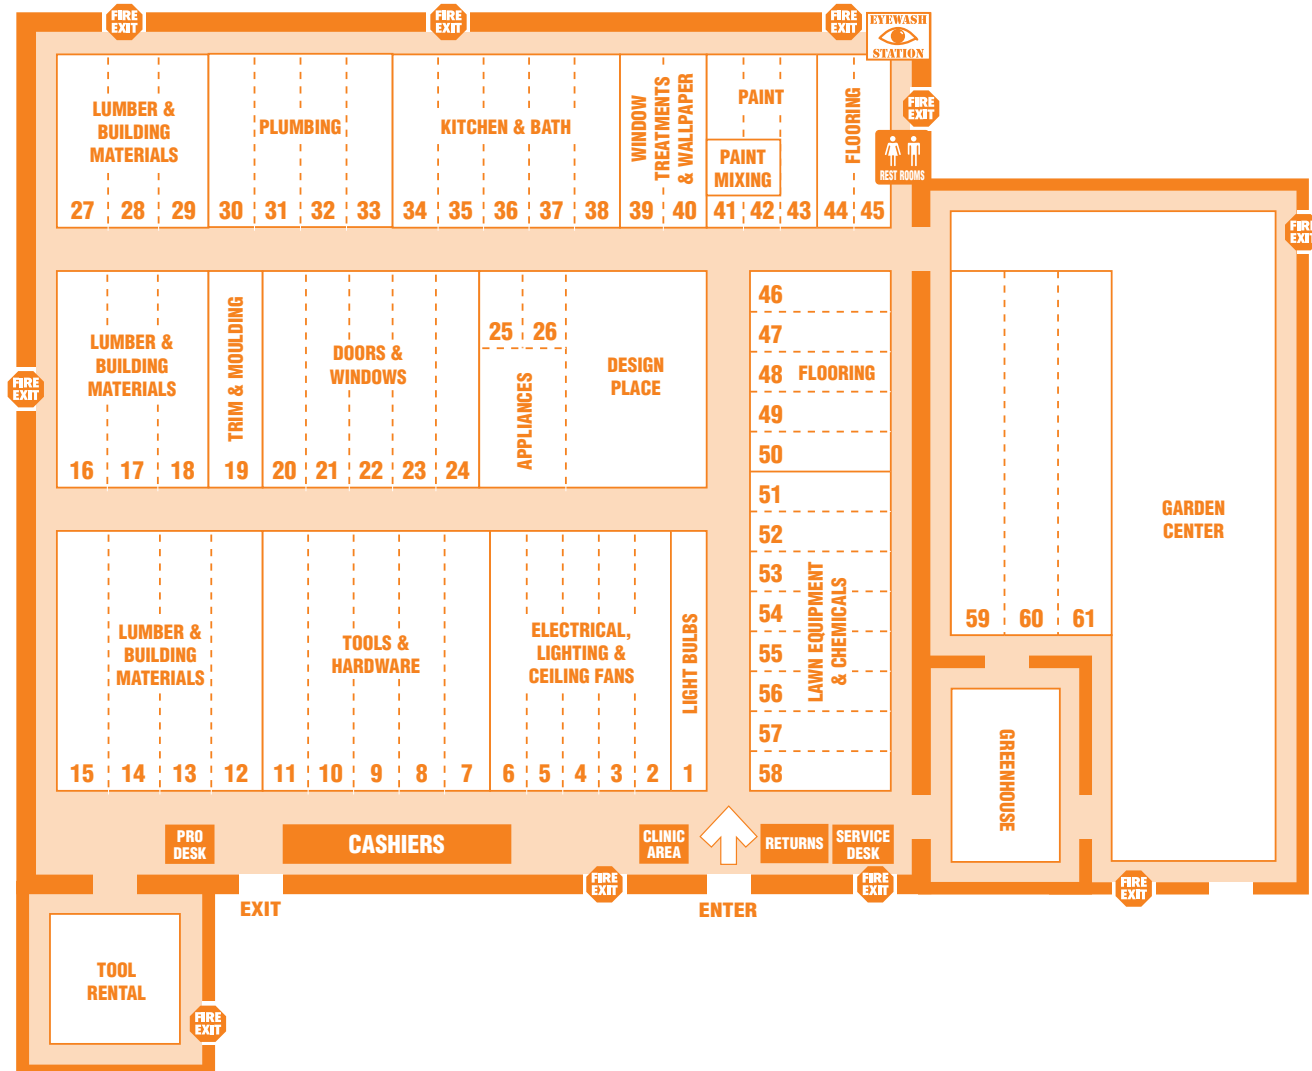 FIRE
EXIT
FIRE
EXIT
FIRE
EXIT
EYEWASH
STATION
FIRE
EXIT
REST ROOMS
LUMBER &
BUILDING
MATERIALS
PLUMBING
KITCHEN & BATH
WINDOW
TREATMENTS
& WALLPAPER
PAINT
PAINT
MIXING
FLOORING
27 28 29 30 31 32 33 34 35 36 37 38 39 40 41 42 43 44 45
FIRE
EXIT
FIRE
EXIT
LUMBER &
BUILDING
MATERIALS
TRIM & MOULDING
DOORS &
WINDOWS
25 26
APPLIANCES
DESIGN
PLACE
16 17 18 19 20 21 22 23 24
46
47
48 FLOORING
49
50
51
52
53
54
55
56
57
58
LAWN EQUIPMENT
& CHEMICALS
GARDEN
CENTER
59 60 61
GREENHOUSE
LUMBER &
BUILDING
MATERIALS
TOOLS &
HARDWARE
ELECTRICAL,
LIGHTING &
CEILING FANS
LIGHT BULBS
15 14 13 12 11 10 9 8 7 6 5 4 3 2 1
PRO
DESK
CASHIERS
CLINIC
AREA
RETURNS
SERVICE
DESK
FIRE
EXIT
FIRE
EXIT
FIRE
EXIT
EXIT
ENTER
TOOL
RENTAL
FIRE
EXIT